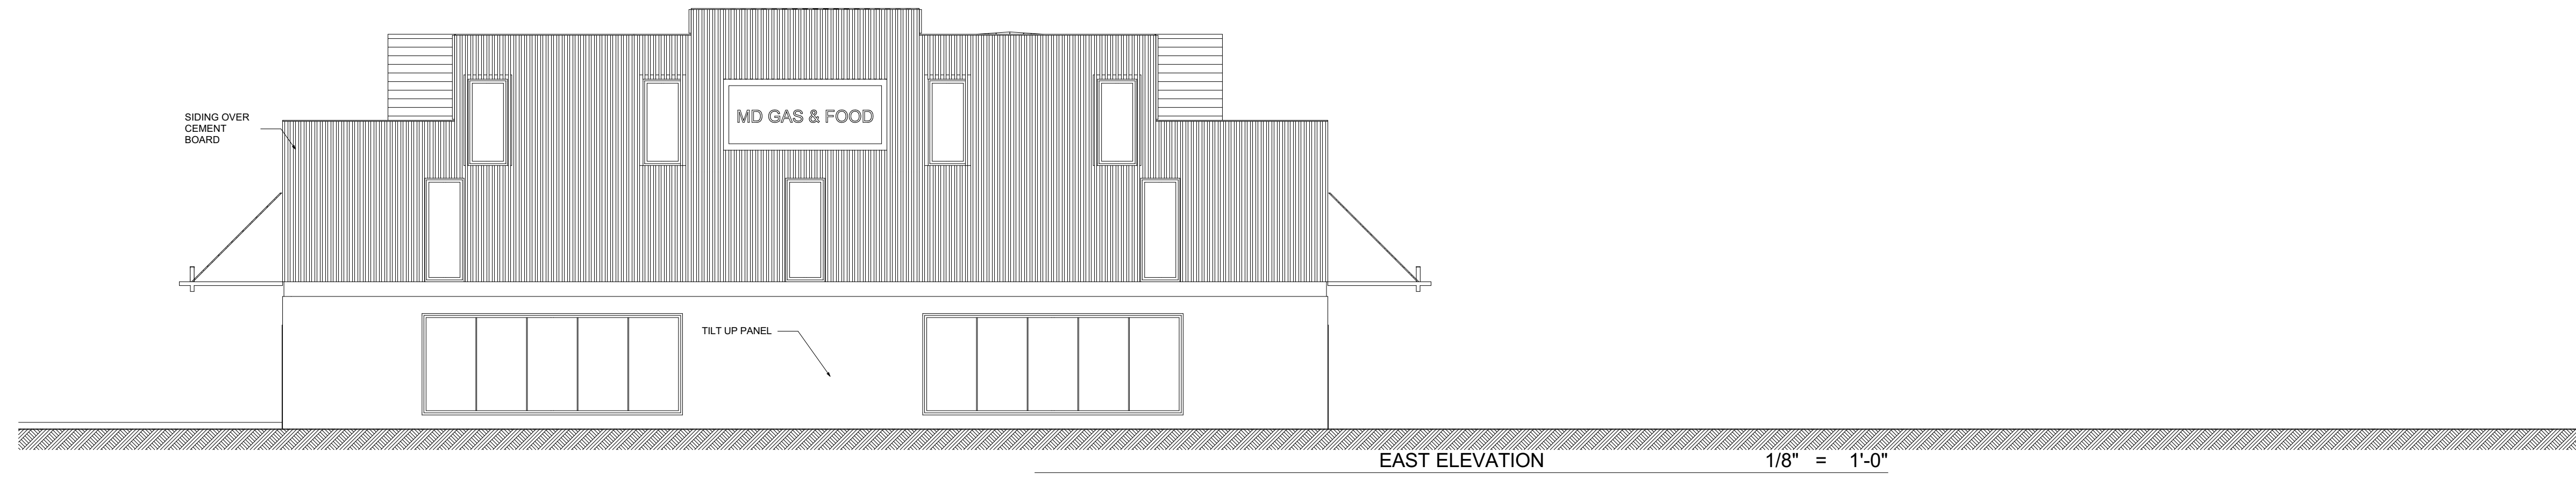 MD GAS & FOOD
SIDING OVER
CEMENT
BOARD
TILT UP PANEL
EAST ELEVATION 1/8" = 1'-0"